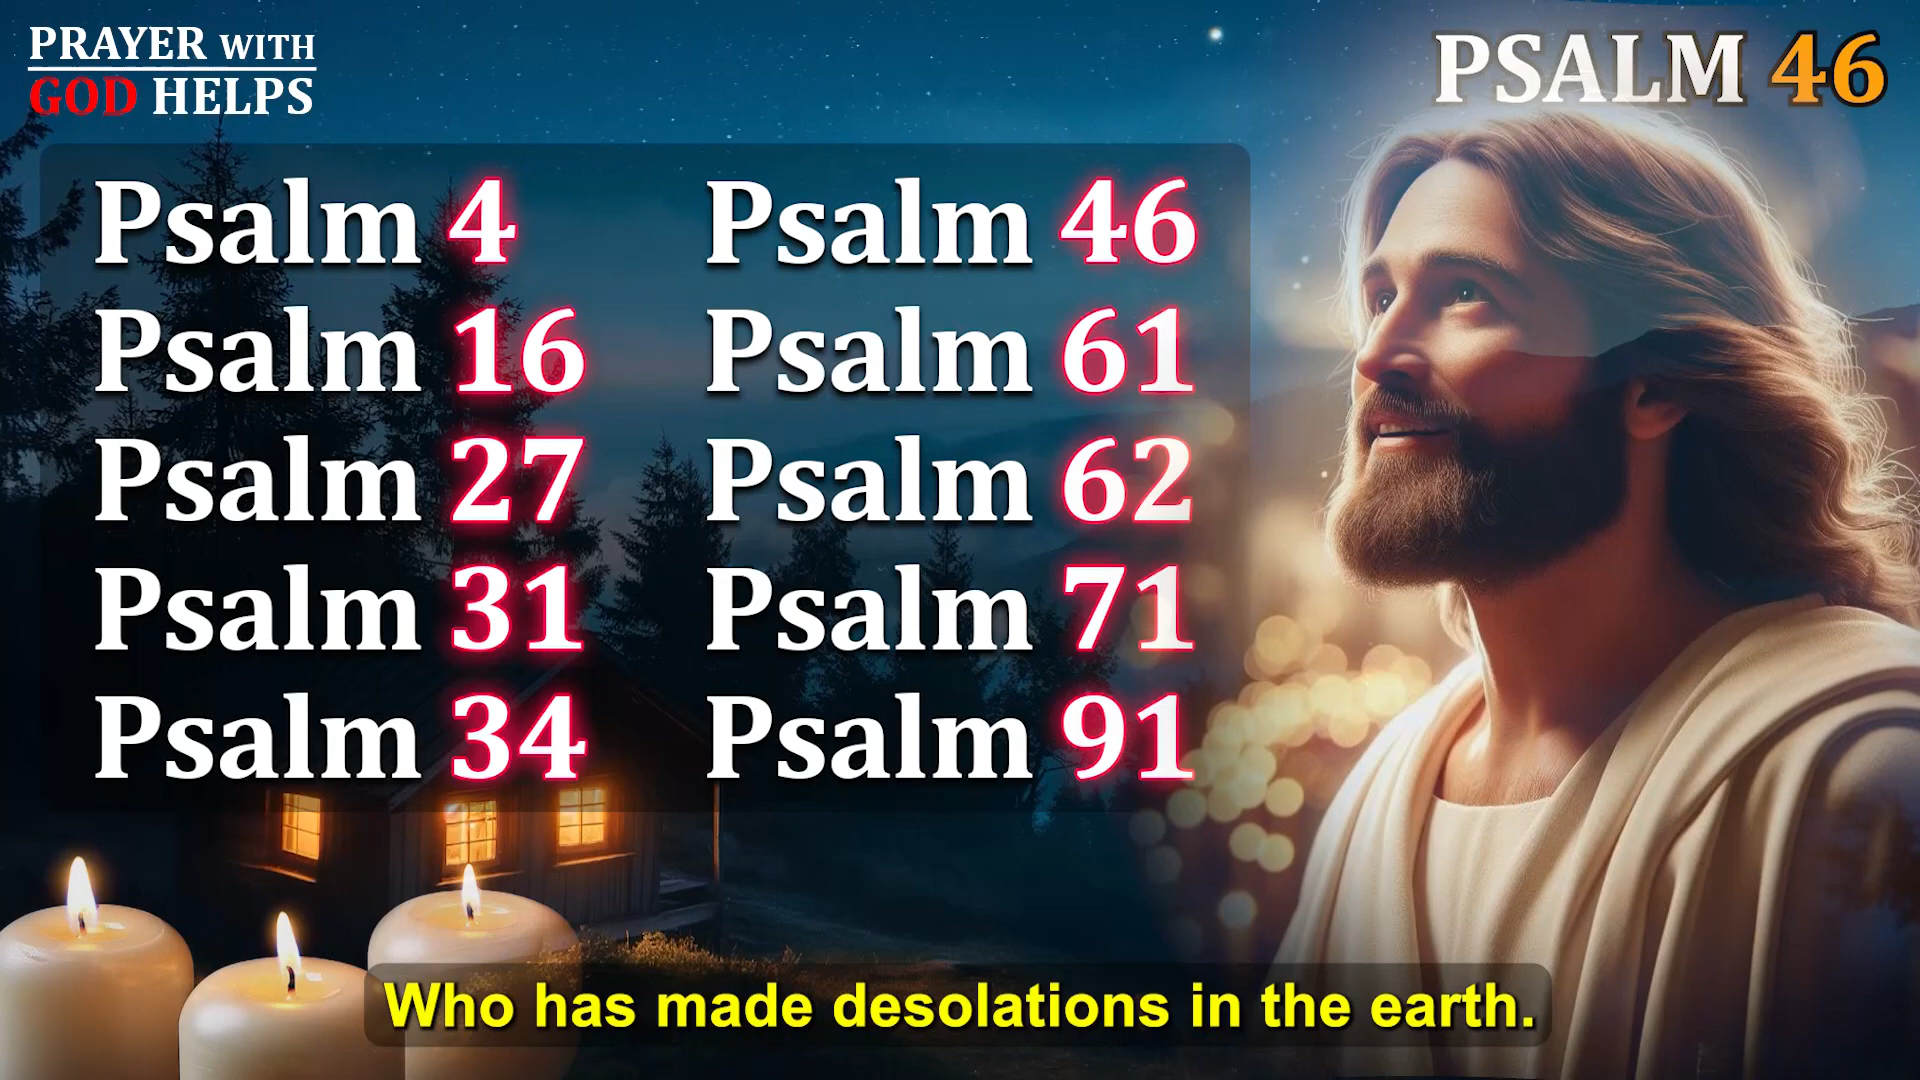 PRAYER WITH
GOD HELPS
PSALM 46
Psalm 4
Psalm 16
Psalm 27
Psalm 31
Psalm 34
Psalm 46
Psalm 61
Psalm 62
Psalm 71
Psalm 91
Who has made desolations in the earth.